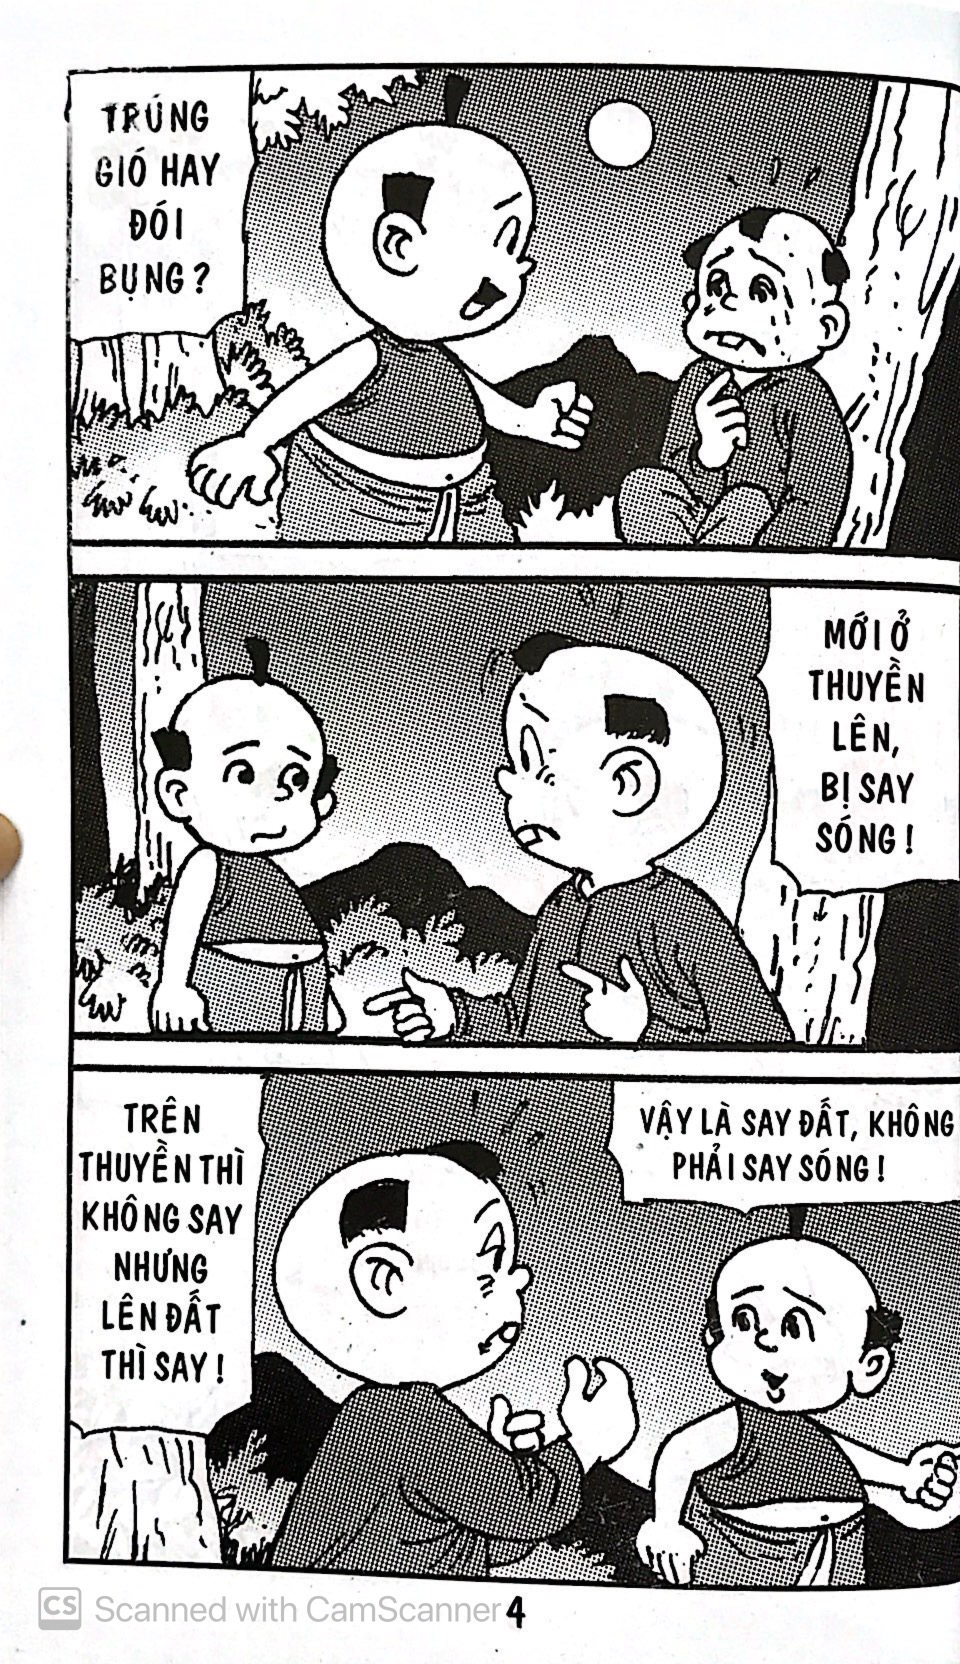 TRÚNG
GIÓ HAY
ĐÓI
BỤNG?
MỚI Ở
THUYỀN
LÊN,
BỊ SAY
SÓNG!
TRÊN
THUYỀN THÌ
KHÔNG SAY
NHƯNG
LÊN ĐẤT
THÌ SAY!
VẬY LÀ SAY ĐẤT, KHÔNG
PHẢI SAY SÓNG!
CS Scanned with CamScanner 4